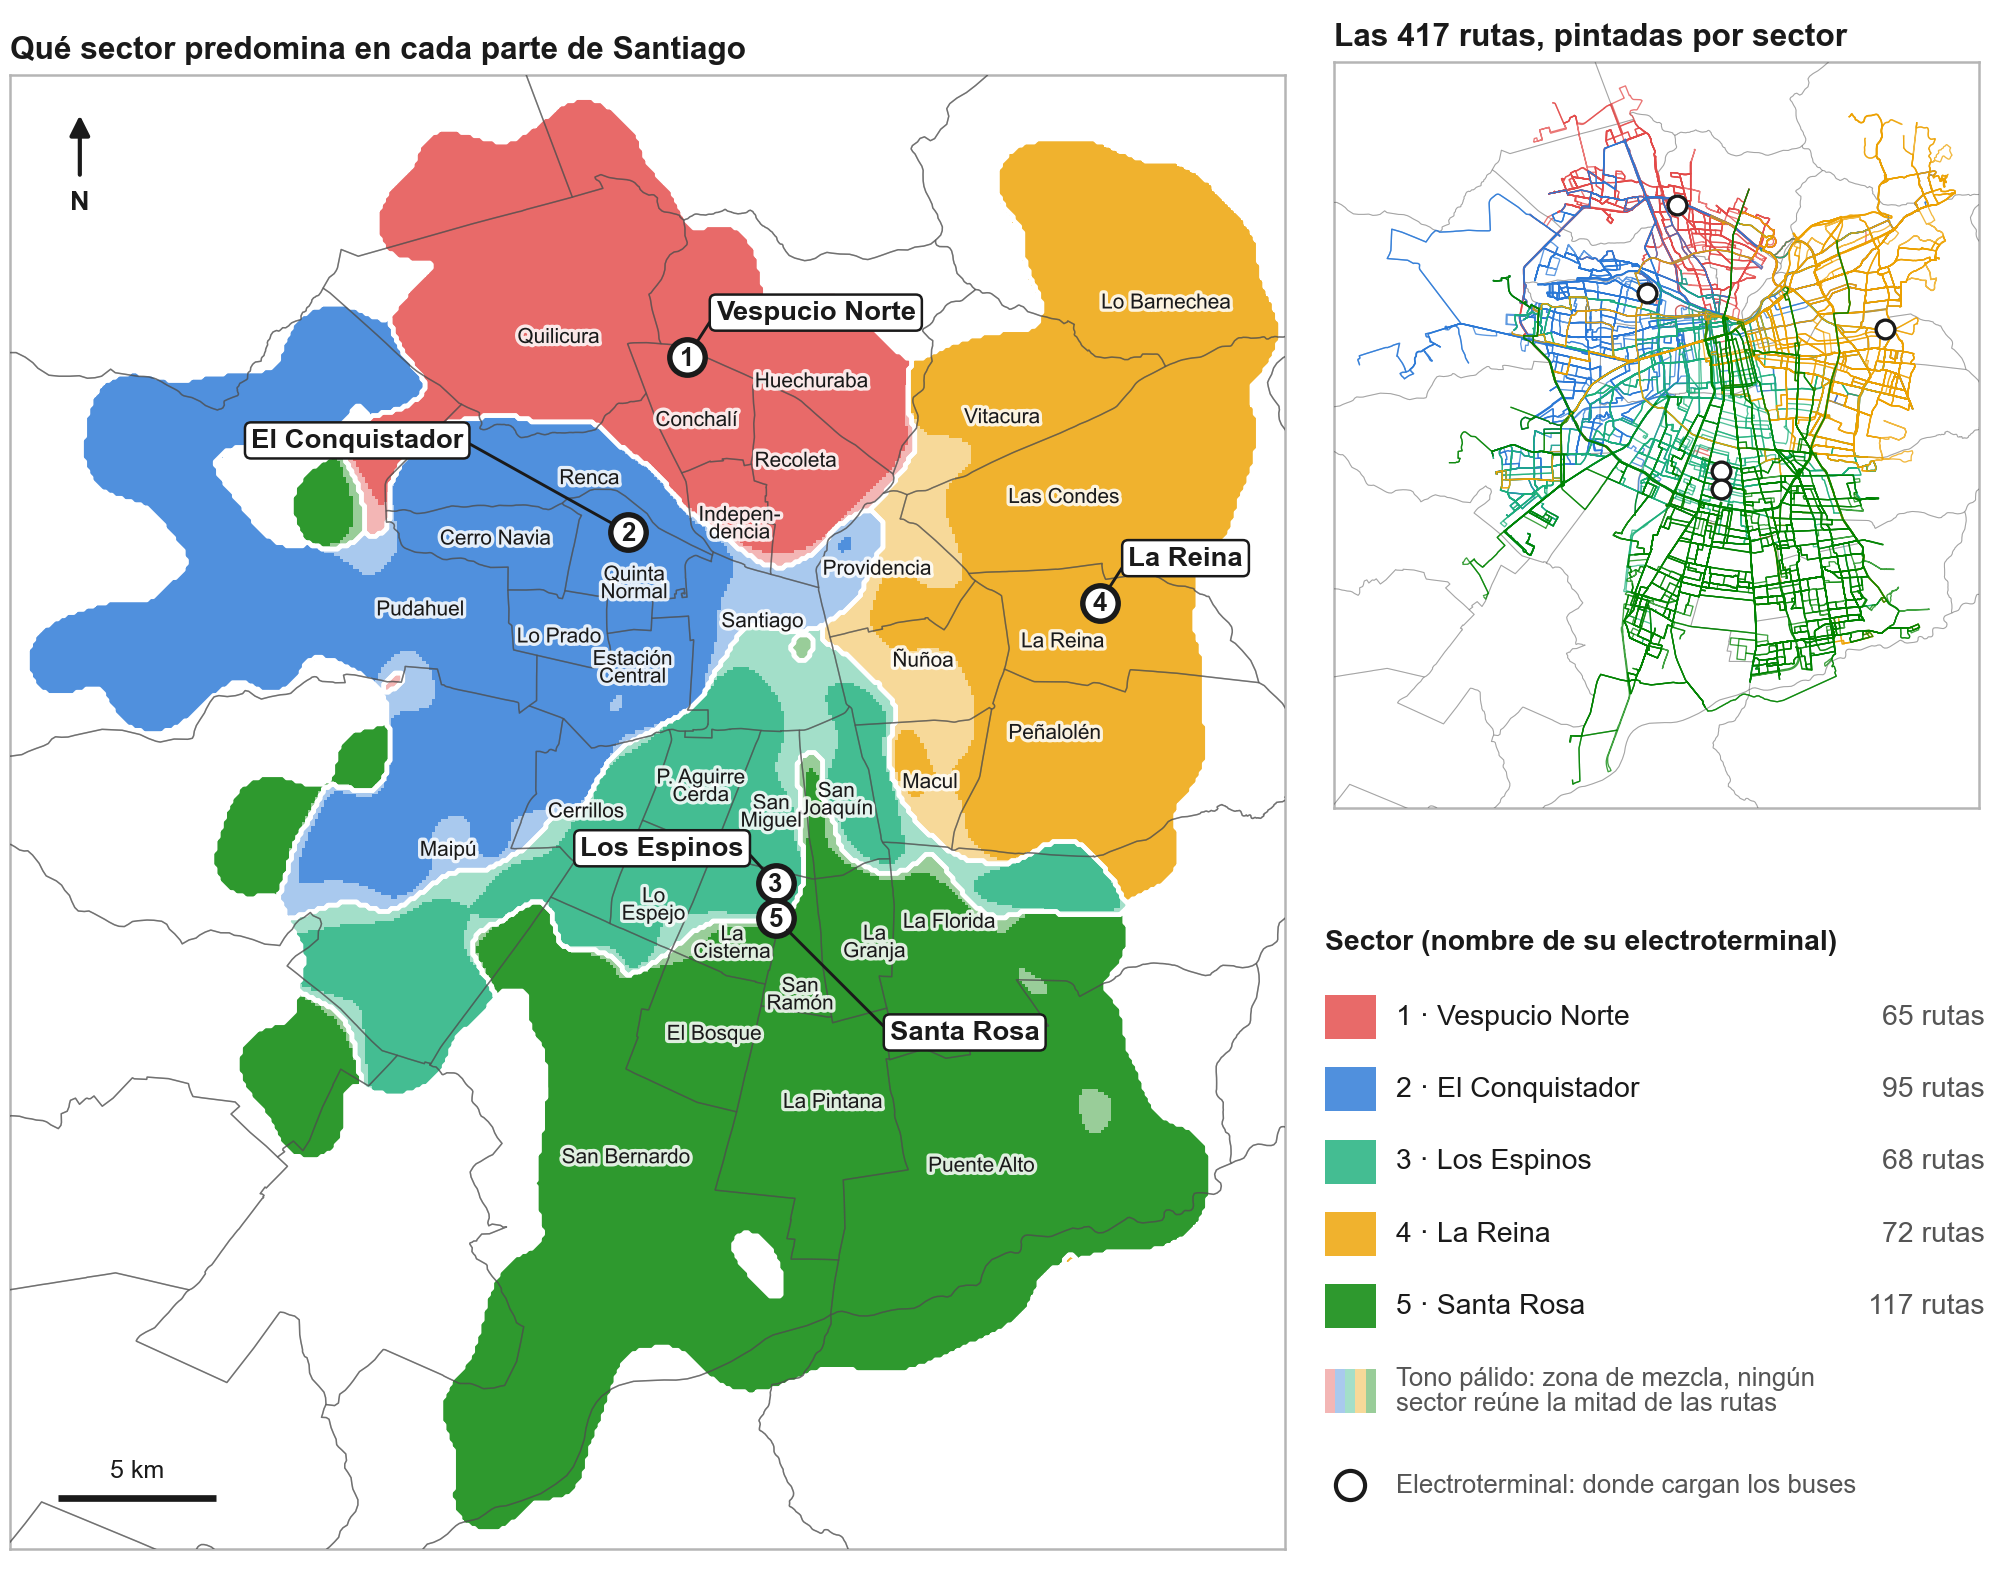 Qué sector predomina en cada parte de Santiago
N
Lo Barnechea
Vespucio Norte
Quilicura
1
Huechuraba
Conchalí
Vitacura
El Conquistador
Recoleta
Renca
Las Condes
Indepen-
dencia
2
Cerro Navia
La Reina
Providencia
Quinta
Normal
4
Pudahuel
Santiago
Lo Prado
La Reina
Estación
Central
Ñuñoa
Peñalolén
P. Aguirre
Cerda
Macul
San
Joaquín
San
Miguel
Cerrillos
Maipú
Los Espinos
3
Lo
Espejo
5
La Florida
La
Cisterna
La
Granja
San
Ramón
El Bosque
Santa Rosa
La Pintana
San Bernardo
Puente Alto
5 km
Las 417 rutas, pintadas por sector
Sector (nombre de su electroterminal)
1 · Vespucio Norte 65 rutas
2 · El Conquistador 95 rutas
3 · Los Espinos 68 rutas
4 · La Reina 72 rutas
5 · Santa Rosa 117 rutas
Tono pálido: zona de mezcla, ningún
sector reúne la mitad de las rutas
Electroterminal: donde cargan los buses